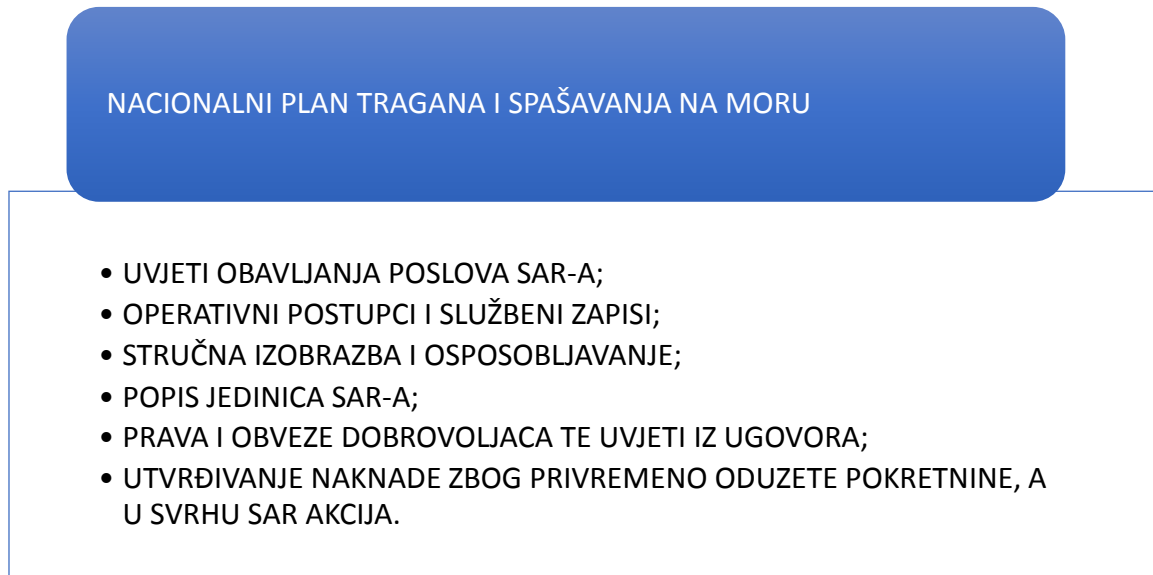 NACIONALNI PLAN TRAGANA I SPAŠAVANJA NA MORU
• UVJETI OBAVLJANJA POSLOVA SAR-A;
• OPERATIVNI POSTUPCI I SLUŽBENI ZAPISI;
• STRUČNA IZOBRAZBA I OSPOSOBLJAVANJE;
• POPIS JEDINICA SAR-A;
• PRAVA I OBVEZE DOBROVOLJACA TE UVJETI IZ UGOVORA;
• UTVRĐIVANJE NAKNADE ZBOG PRIVREMENO ODUZETE POKRETNINE, A
U SVRHU SAR AKCIJA.